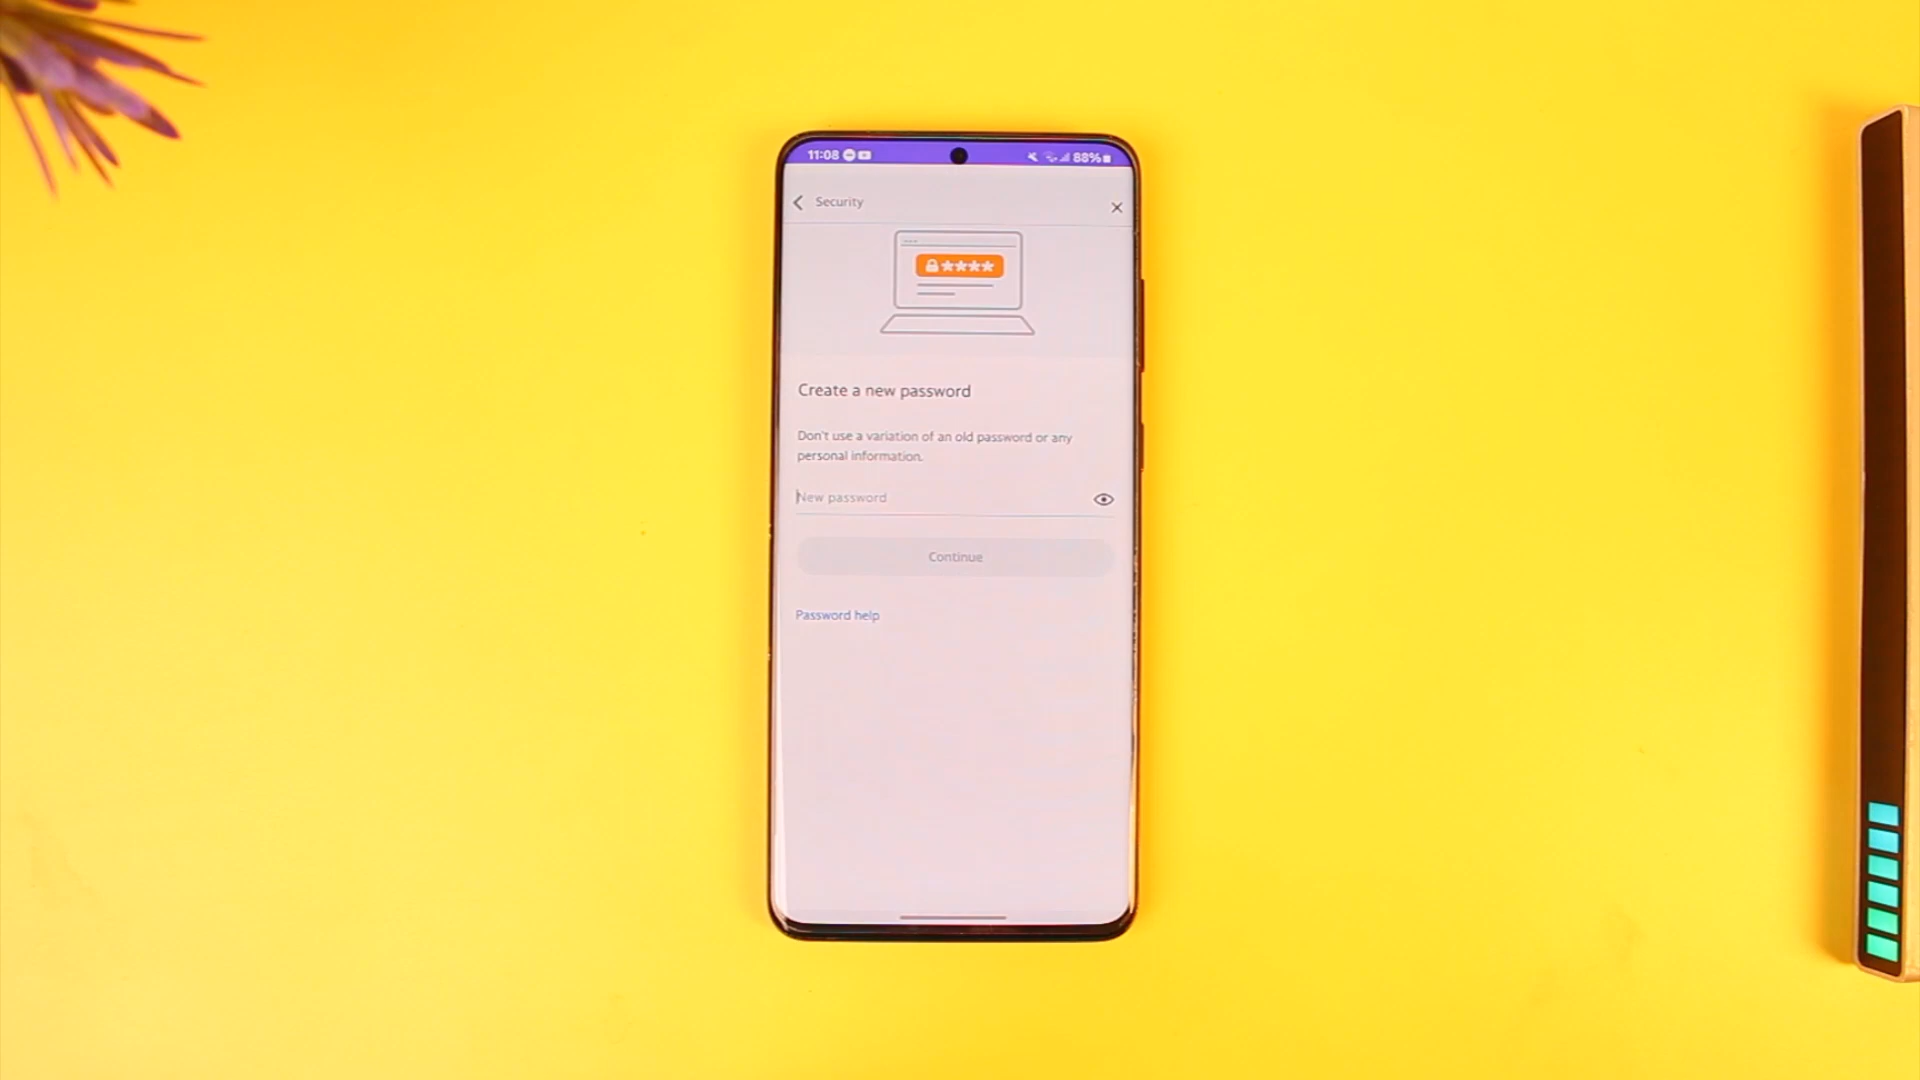 11:08 88%
Security
****
Create a new password
Don't use a variation of an old password or any
personal information.
New password
Continue
Password help